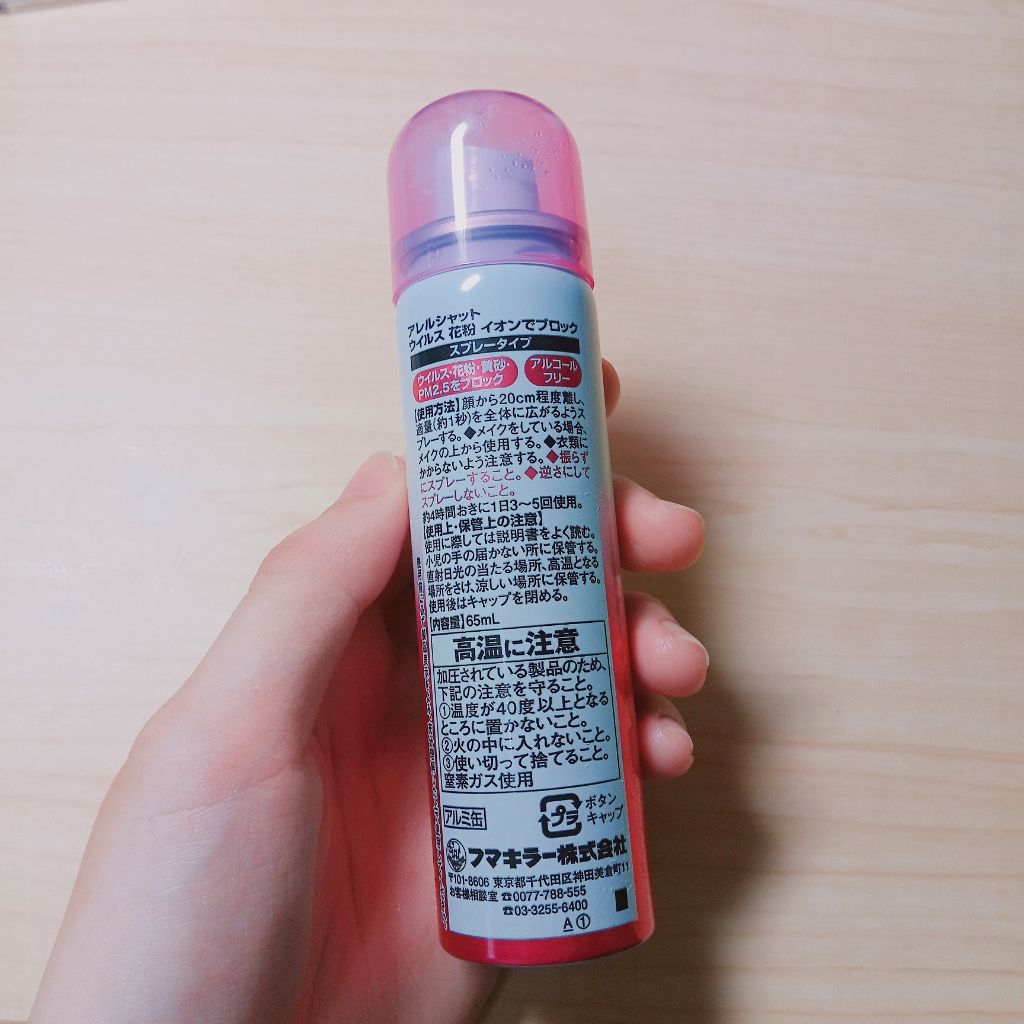 アレルシャット
ウイルス 花粉 イオンでブロック
スプレータイプ
ウイルス・花粉・黄砂・
PM2.5をブロック
アルコール
フリー
【使用方法】顔から20cm程度離し、
適量(約1秒)を全体に広がるようス
プレーする。◆メイクをしている場合、
メイクの上から使用する。◆衣類に
かからないよう注意する。◆振らず
にスプレーすること。◆逆さにして
スプレーしないこと。
約4時間おきに1日3〜5回使用。
【使用上・保管上の注意】
使用に際しては説明書をよく読む。
小児の手の届かない所に保管する。
直射日光の当たる場所、高温となる
場所をさけ、涼しい場所に保管する。
使用後はキャップを閉める。
【内容量】65mL
高温に注意
加圧されている製品のため、
下記の注意を守ること。
①温度が40度以上となる
ところに置かないこと。
②火の中に入れないこと。
③使い切って捨てること。
窒素ガス使用
アルミ缶
プラ
ボタン
キャップ
フマキラー株式会社
〒101-8606 東京都千代田区神田美倉町11
お客様相談室 ☎0077-788-555
☎03-3255-6400
A①